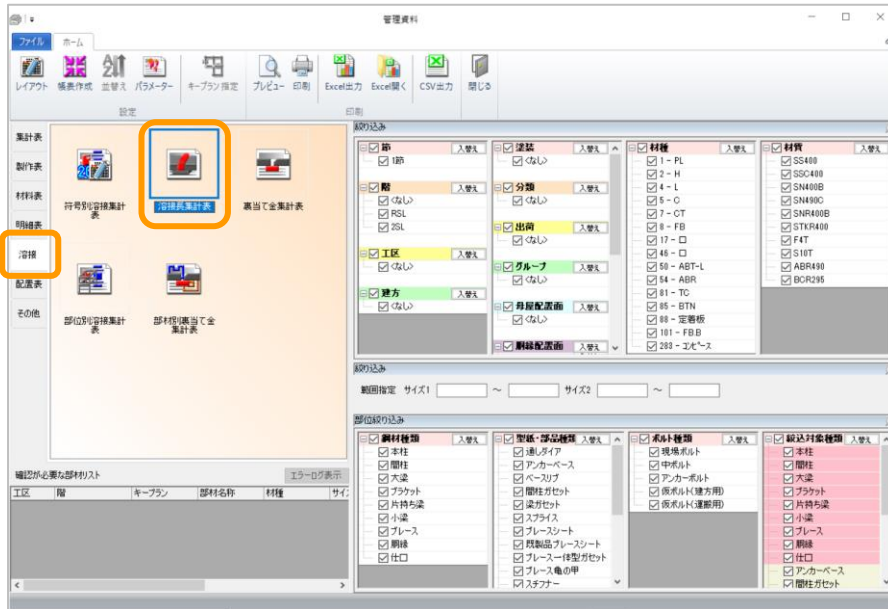 管理資料
ファイル ホーム
レイアウト 帳表作成 並替え パラメーター キープラン指定 プレビュー 印刷 Excel出力 Excel開く CSV出力 閉じる
設定 印刷
集計表
製作表
材料表
明細表
溶接
配置表
その他
符号別溶接集計表
溶接長集計表
裏当て金集計表
部位別溶接集計表
部材別裏当て金集計表
確認が必要な部材リスト
エラーログ表示
工区 階 キープラン 部材名称 材種 サイズ
絞り込み
節 入替え
1節
階 入替え
<なし>
RSL
2SL
工区 入替え
<なし>
建方 入替え
<なし>
塗装 入替え
<なし>
分類 入替え
<なし>
出荷 入替え
<なし>
グループ 入替え
<なし>
母屋配置面 入替え
<なし>
胴縁配置面 入替え
材種 入替え
1 - PL
2 - H
4 - L
5 - C
7 - CT
8 - FB
17 - □
46 - □
50 - ABT-L
54 - ABR
81 - TC
85 - BTN
88 - 定着板
101 - FB.B
283 - エンドピース
材質 入替え
SS400
SSC400
SN400B
SN490C
SNR400B
STKR400
F4T
S10T
ABR490
BCR295
絞り込み
範囲指定 サイズ1 ～ サイズ2 ～
部位絞り込み
鋼材種類 入替え
本柱
間柱
大梁
ブラケット
片持ち梁
小梁
ブレース
胴縁
仕口
型紙・部品種類 入替え
通しダイア
アンカーベース
ベースリブ
間柱ガセット
梁ガセット
スプライス
ブレースシート
既製品ブレースシート
ブレース一体型ガセット
ブレース亀の甲
スチフナー
ボルト種類 入替え
現場ボルト
中ボルト
アンカーボルト
仮ボルト(建方用)
仮ボルト(運搬用)
絞込対象種類 入替え
本柱
間柱
大梁
ブラケット
片持ち梁
小梁
ブレース
胴縁
仕口
アンカーベース
間柱ガセット